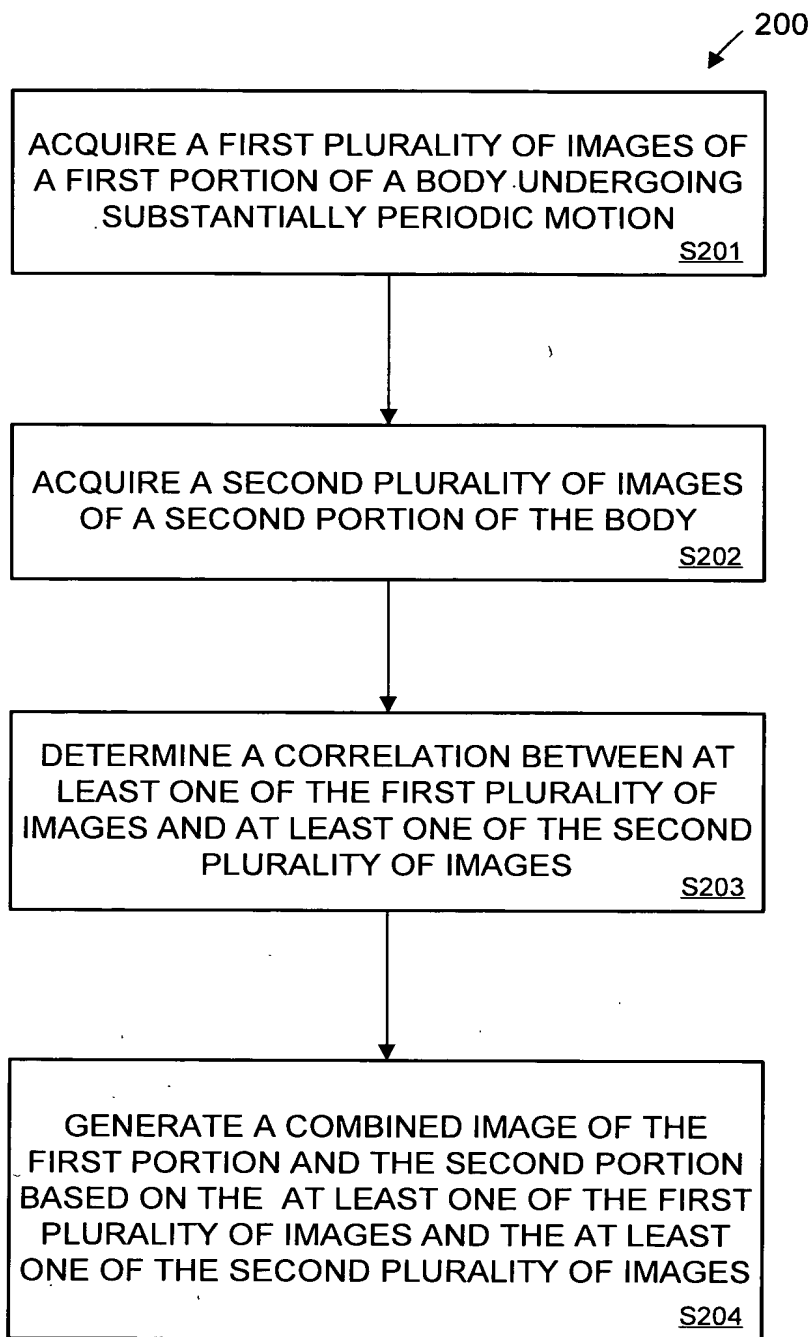 200
ACQUIRE A FIRST PLURALITY OF IMAGES OF
A FIRST PORTION OF A BODY UNDERGOING
SUBSTANTIALLY PERIODIC MOTION
S201
ACQUIRE A SECOND PLURALITY OF IMAGES
OF A SECOND PORTION OF THE BODY
S202
DETERMINE A CORRELATION BETWEEN AT
LEAST ONE OF THE FIRST PLURALITY OF
IMAGES AND AT LEAST ONE OF THE SECOND
PLURALITY OF IMAGES
S203
GENERATE A COMBINED IMAGE OF THE
FIRST PORTION AND THE SECOND PORTION
BASED ON THE AT LEAST ONE OF THE FIRST
PLURALITY OF IMAGES AND THE AT LEAST
ONE OF THE SECOND PLURALITY OF IMAGES
S204